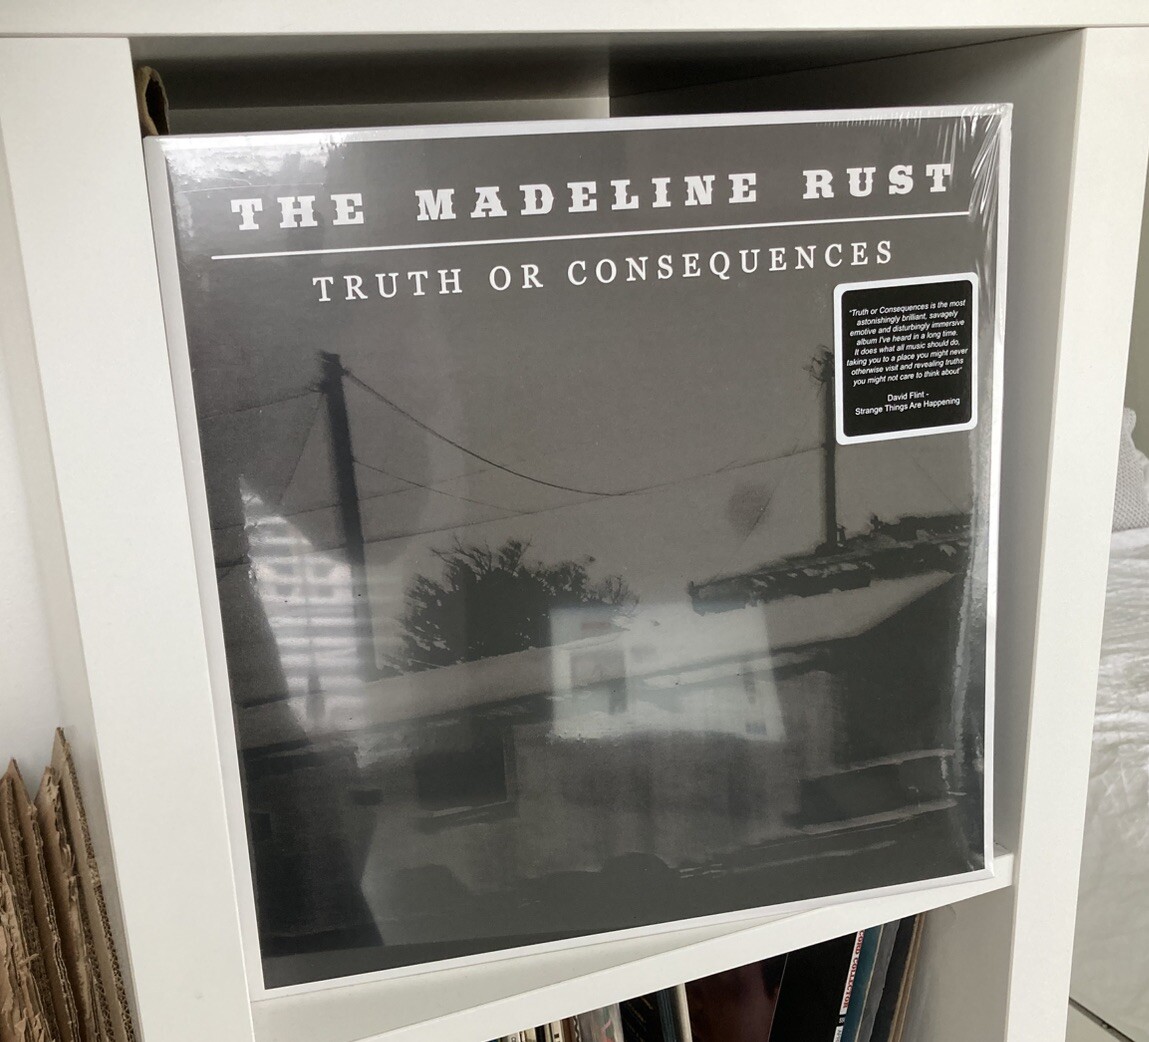 THE MADELINE RUST
TRUTH OR CONSEQUENCES
"Truth or Consequences is the most
astonishingly brilliant, savagely
emotive and disturbingly immersive
album I've heard in a long time.
It does what all music should do,
taking you to a place you might never
otherwise visit and revealing truths
you might not care to think about"
David Flint -
Strange Things Are Happening